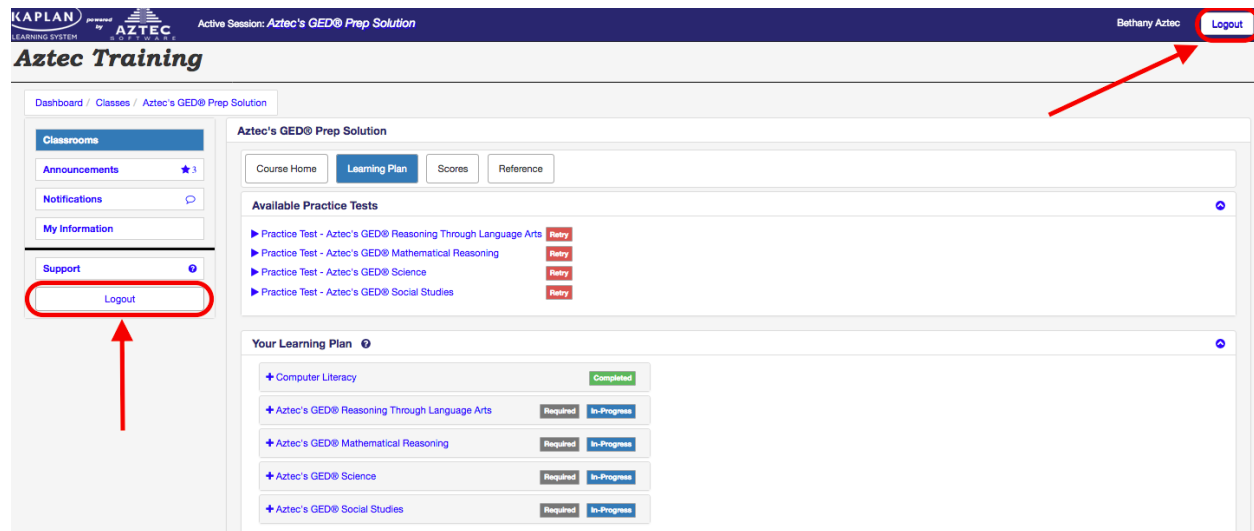 KAPLAN powered by AZTEC
LEARNING SYSTEM SOFTWARE
Active Session: Aztec's GED® Prep Solution
Bethany Aztec
Logout
Aztec Training
Dashboard / Classes / Aztec's GED® Prep Solution
Classrooms
Announcements 3
Notifications
My Information
Support
Logout
Aztec's GED® Prep Solution
Course Home Learning Plan Scores Reference
Available Practice Tests
Practice Test - Aztec's GED® Reasoning Through Language Arts Retry
Practice Test - Aztec's GED® Mathematical Reasoning Retry
Practice Test - Aztec's GED® Science Retry
Practice Test - Aztec's GED® Social Studies Retry
Your Learning Plan
+ Computer Literacy Completed
+ Aztec's GED® Reasoning Through Language Arts Required In-Progress
+ Aztec's GED® Mathematical Reasoning Required In-Progress
+ Aztec's GED® Science Required In-Progress
+ Aztec's GED® Social Studies Required In-Progress